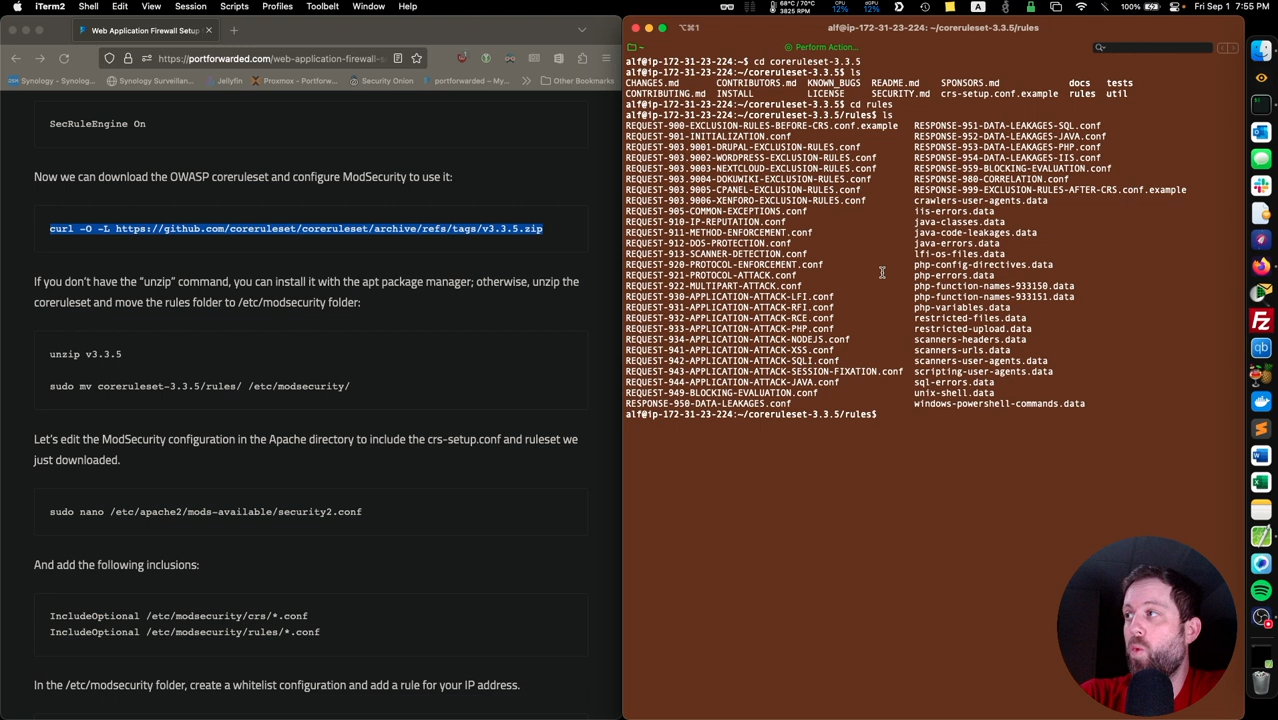 iTerm2 Shell Edit View Session Scripts Profiles Toolbelt Window Help
68°C / 70°C
3825 RPM
CPU
12%
GPU
12%
A
100%
Fri Sep 1 7:55 PM
Web Application Firewall Setup
https://portforwarded.com/web-application-firewall-s
Synology - Synolog...
Synology Surveillan...
Jellyfin
Proxmox
Security Onion
portforwarded – My...
SecRuleEngine On
Now we can download the OWASP coreruleset and configure ModSecurity to use it:
curl -O -L https://github.com/coreruleset/coreruleset/archive/refs/tags/v3.3.5.zip
If you don't have the "unzip" command, you can install it with the apt package manager; otherwise, unzip the
coreruleset and move the rules folder to /etc/modsecurity folder:
unzip v3.3.5
sudo mv coreruleset-3.3.5/rules/ /etc/modsecurity/
Let's edit the ModSecurity configuration in the Apache directory to include the crs-setup.conf and ruleset we
just downloaded.
sudo nano /etc/apache2/mods-available/security2.conf
And add the following inclusions:
IncludeOptional /etc/modsecurity/crs/*.conf
IncludeOptional /etc/modsecurity/rules/*.conf
In the /etc/modsecurity folder, create a whitelist configuration and add a rule for your IP address.
⌥⌘1
alf@ip-172-31-23-224: ~/coreruleset-3.3.5/rules
~
Perform Action...
alf@ip-172-31-23-224:~$ cd coreruleset-3.3.5
alf@ip-172-31-23-224:~/coreruleset-3.3.5$ ls
CHANGES.md CONTRIBUTORS.md KNOWN_BUGS README.md SPONSORS.md docs tests
CONTRIBUTING.md INSTALL LICENSE SECURITY.md crs-setup.conf.example rules util
alf@ip-172-31-23-224:~/coreruleset-3.3.5$ cd rules
alf@ip-172-31-23-224:~/coreruleset-3.3.5/rules$ ls
REQUEST-900-EXCLUSION-RULES-BEFORE-CRS.conf.example RESPONSE-951-DATA-LEAKAGES-SQL.conf
REQUEST-901-INITIALIZATION.conf RESPONSE-952-DATA-LEAKAGES-JAVA.conf
REQUEST-903.9001-DRUPAL-EXCLUSION-RULES.conf RESPONSE-953-DATA-LEAKAGES-PHP.conf
REQUEST-903.9002-WORDPRESS-EXCLUSION-RULES.conf RESPONSE-954-DATA-LEAKAGES-IIS.conf
REQUEST-903.9003-NEXTCLOUD-EXCLUSION-RULES.conf RESPONSE-959-BLOCKING-EVALUATION.conf
REQUEST-903.9004-DOKUWIKI-EXCLUSION-RULES.conf RESPONSE-980-CORRELATION.conf
REQUEST-903.9005-CPANEL-EXCLUSION-RULES.conf RESPONSE-999-EXCLUSION-RULES-AFTER-CRS.conf.example
REQUEST-903.9006-XENFORO-EXCLUSION-RULES.conf crawlers-user-agents.data
REQUEST-905-COMMON-EXCEPTIONS.conf iis-errors.data
REQUEST-910-IP-REPUTATION.conf java-classes.data
REQUEST-911-METHOD-ENFORCEMENT.conf java-code-leakages.data
REQUEST-912-DOS-PROTECTION.conf java-errors.data
REQUEST-913-SCANNER-DETECTION.conf lfi-os-files.data
REQUEST-920-PROTOCOL-ENFORCEMENT.conf php-config-directives.data
REQUEST-921-PROTOCOL-ATTACK.conf php-errors.data
REQUEST-922-MULTIPART-ATTACK.conf php-function-names-933150.data
REQUEST-930-APPLICATION-ATTACK-LFI.conf php-function-names-933151.data
REQUEST-931-APPLICATION-ATTACK-RFI.conf php-variables.data
REQUEST-932-APPLICATION-ATTACK-RCE.conf restricted-files.data
REQUEST-933-APPLICATION-ATTACK-PHP.conf restricted-upload.data
REQUEST-934-APPLICATION-ATTACK-NODEJS.conf scanners-headers.data
REQUEST-941-APPLICATION-ATTACK-XSS.conf scanners-urls.data
REQUEST-942-APPLICATION-ATTACK-SQLI.conf scanners-user-agents.data
REQUEST-943-APPLICATION-ATTACK-SESSION-FIXATION.conf scripting-user-agents.data
REQUEST-944-APPLICATION-ATTACK-JAVA.conf sql-errors.data
REQUEST-949-BLOCKING-EVALUATION.conf unix-shell.data
RESPONSE-950-DATA-LEAKAGES.conf windows-powershell-commands.data
alf@ip-172-31-23-224:~/coreruleset-3.3.5/rules$